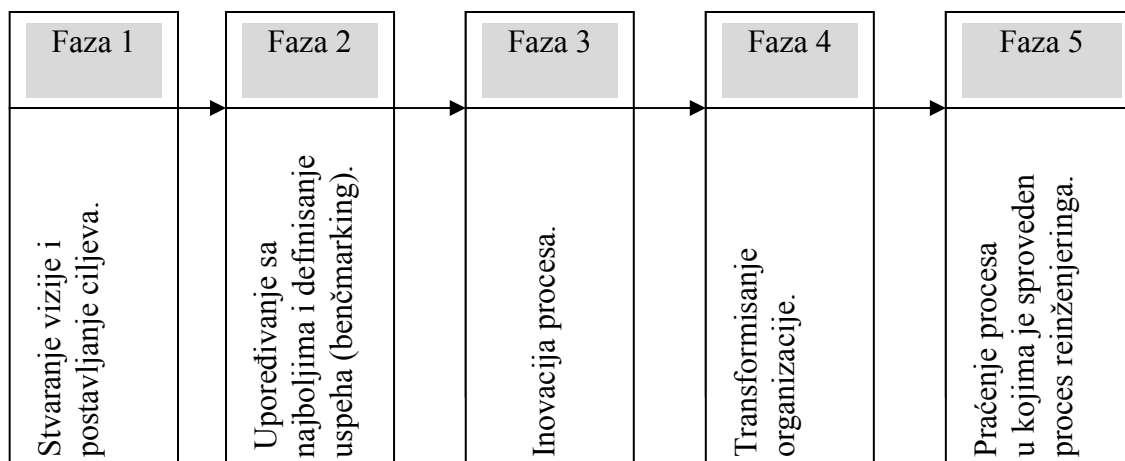 Faza 1
Stvaranje vizije i
postavljanje ciljeva.
Faza 2
Upoređivanje sa
najboljima i definisanje
uspeha (benčmarking).
Faza 3
Inovacija procesa.
Faza 4
Transformisanje
organizacije.
Faza 5
Praćenje procesa
u kojima je sproveden
proces reinženjeringa.